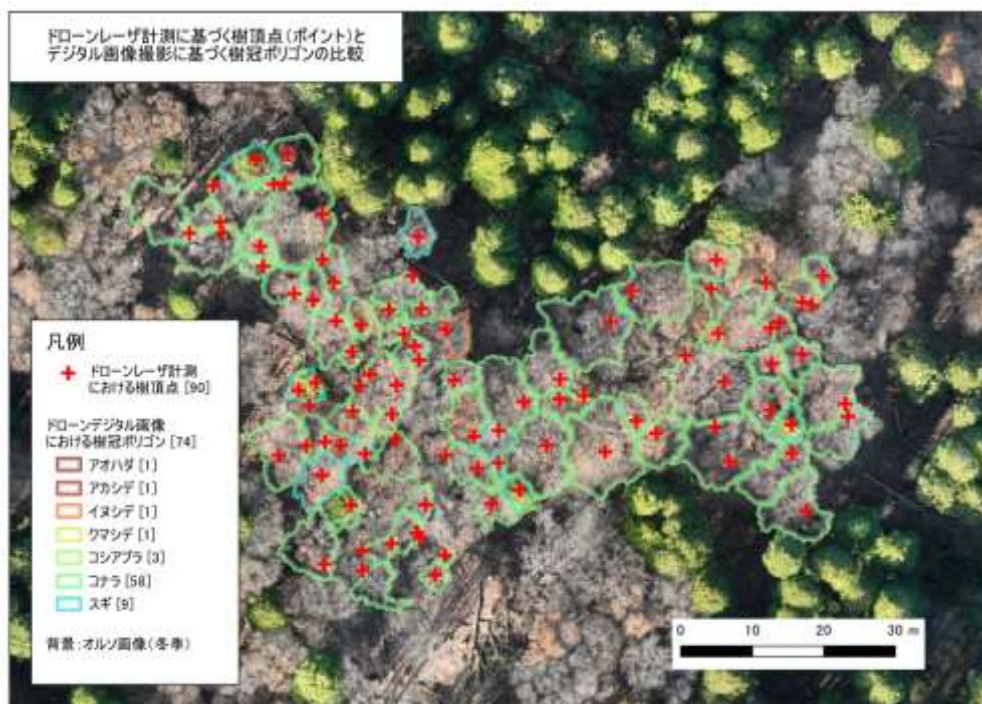 ドローンレーザ計測に基づく樹頂点(ポイント)と
デジタル画像撮影に基づく樹冠ポリゴンの比較
凡例
ドローンレーザ計測
における樹頂点 [90]
ドローンデジタル画像
における樹冠ポリゴン [74]
アオハダ [1]
アカシデ [1]
イヌシデ [1]
クマシデ [1]
コシアブラ [3]
コナラ [58]
スギ [9]
背景:オルソ画像(冬季)
0 10 20 30 m